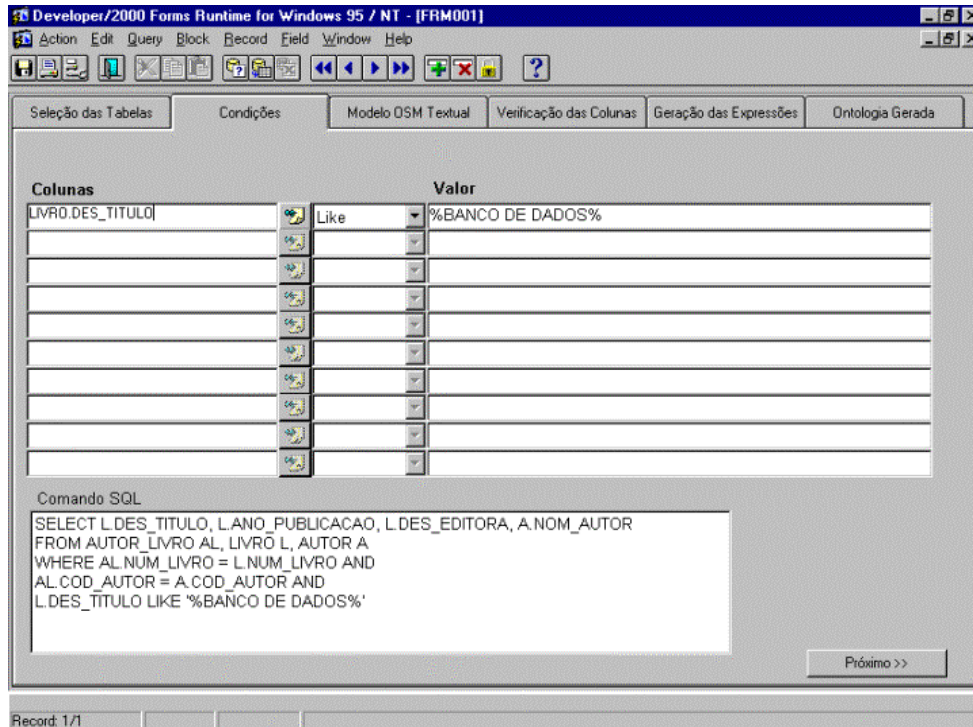 Developer/2000 Forms Runtime for Windows 95 / NT - [FRM001]
Action Edit Query Block Record Field Window Help
Seleção das Tabelas Condições Modelo OSM Textual Verificação das Colunas Geração das Expressões Ontologia Gerada
Colunas Valor
LIVRO.DES_TITULO Like %BANCO DE DADOS%
Comando SQL
SELECT L.DES_TITULO, L.ANO_PUBLICACAO, L.DES_EDITORA, A.NOM_AUTOR
FROM AUTOR_LIVRO AL, LIVRO L, AUTOR A
WHERE AL.NUM_LIVRO = L.NUM_LIVRO AND
AL.COD_AUTOR = A.COD_AUTOR AND
L.DES_TITULO LIKE '%BANCO DE DADOS%'
Próximo >>
Record: 1/1